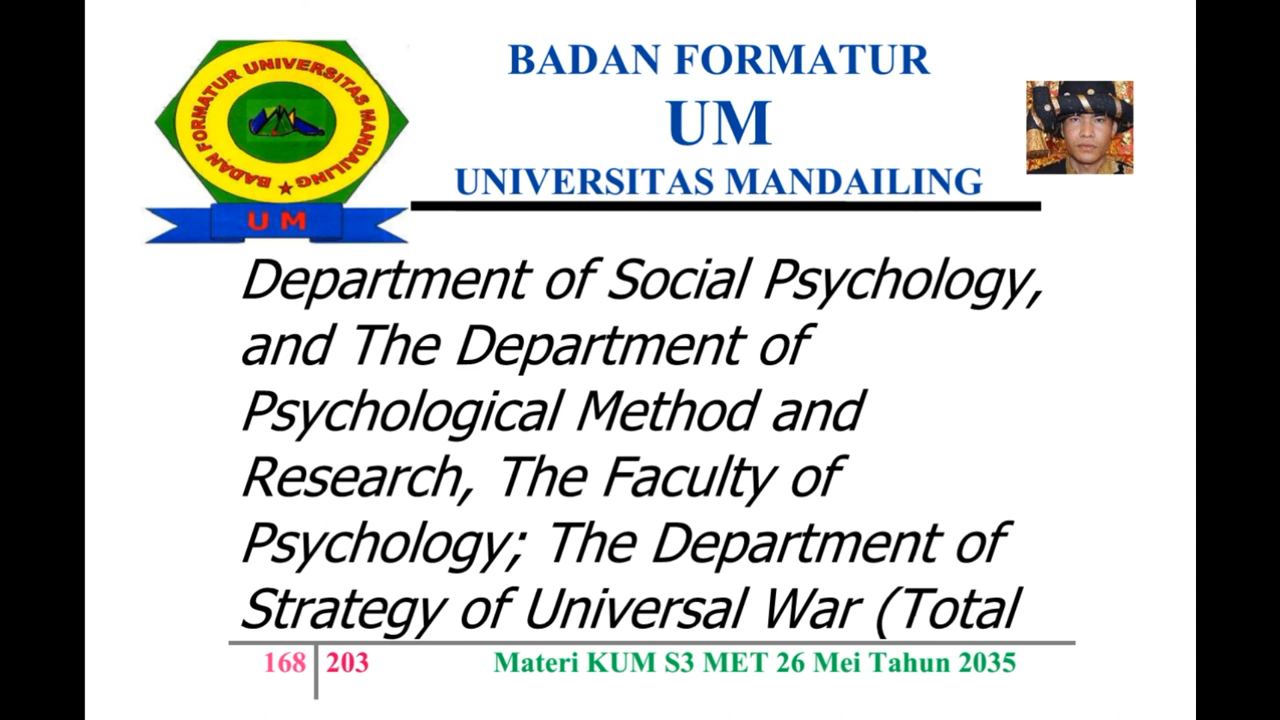 BADAN FORMATUR UNIVERSITAS MANDAILING
UM
BADAN FORMATUR
UM
UNIVERSITAS MANDAILING
Department of Social Psychology,
and The Department of
Psychological Method and
Research, The Faculty of
Psychology; The Department of
Strategy of Universal War (Total
168 203 Materi KUM S3 MET 26 Mei Tahun 2035